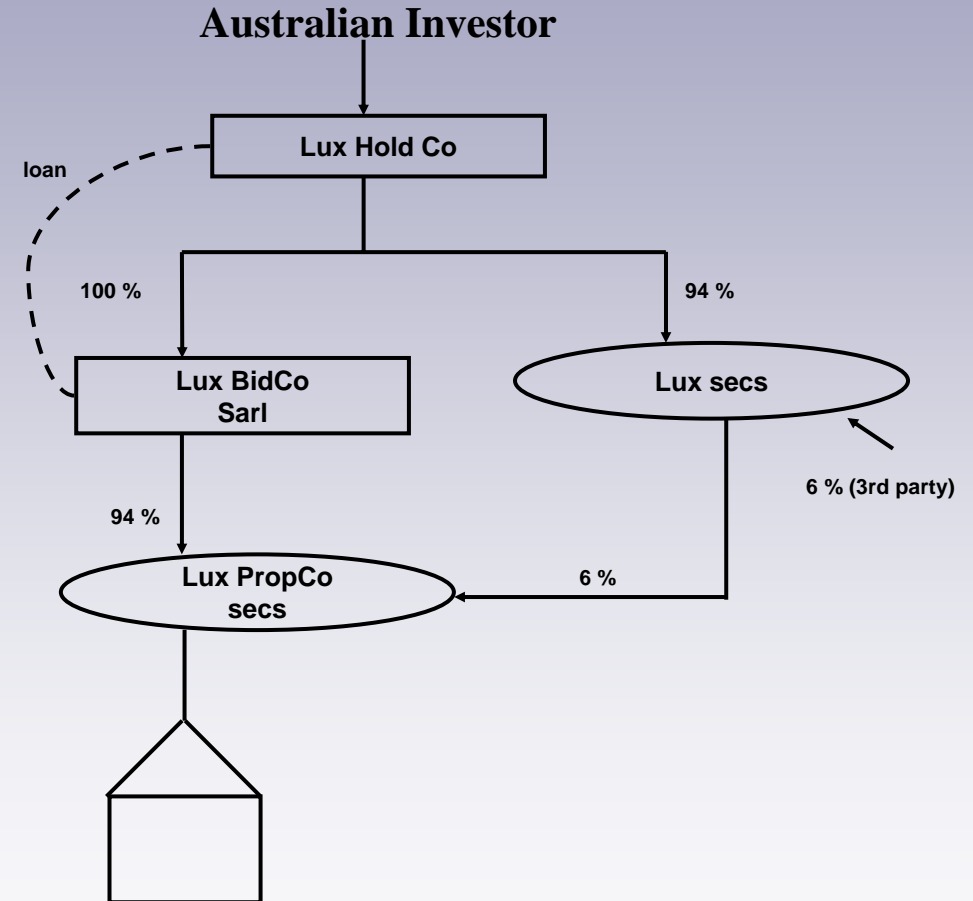 Australian Investor
Lux Hold Co
loan
100 %
94 %
Lux BidCo
Sarl
Lux secs
6 % (3rd party)
94 %
Lux PropCo
secs
6 %